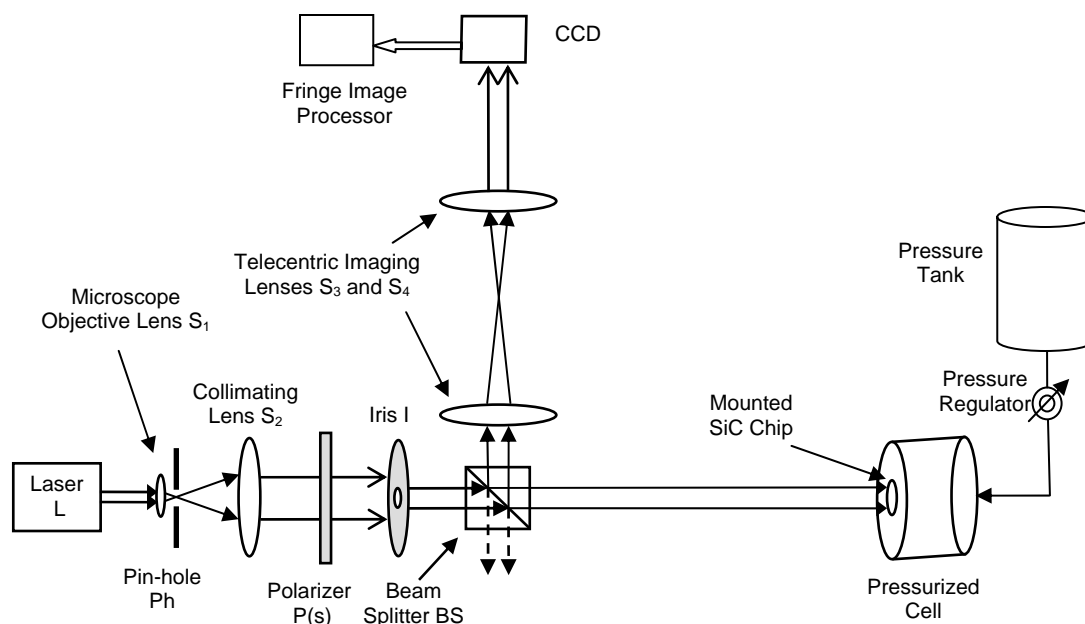 CCD
Fringe Image
Processor
Telecentric Imaging
Lenses S₃ and S₄
Pressure
Tank
Microscope
Objective Lens S₁
Collimating
Lens S₂
Iris I
Mounted
SiC Chip
Pressure
Regulator
Laser
L
Pin-hole
Ph
Polarizer
P(s)
Beam
Splitter BS
Pressurized
Cell